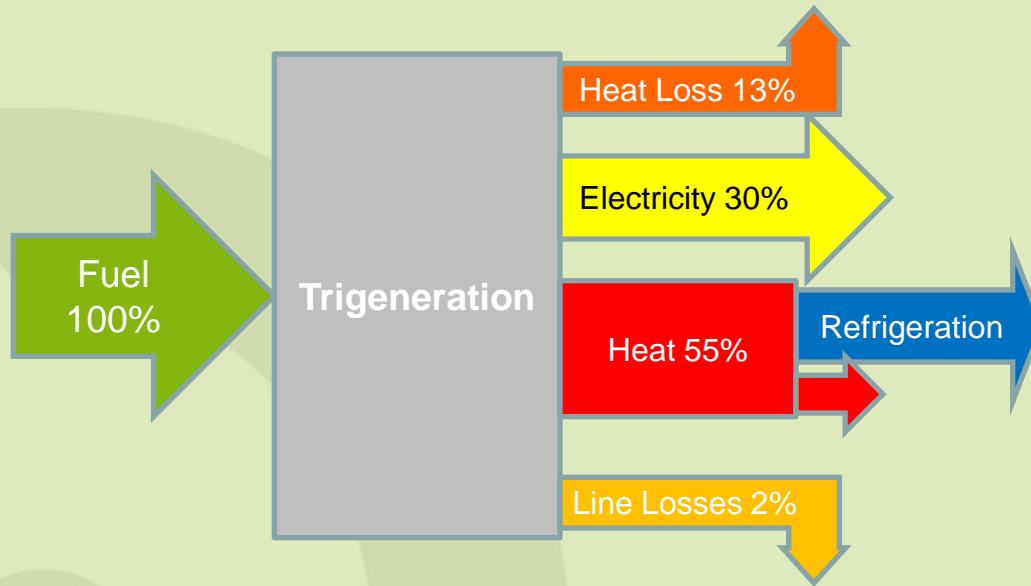 Fuel
100%
Trigeneration
Heat Loss 13%
Electricity 30%
Heat 55%
Refrigeration
Line Losses 2%